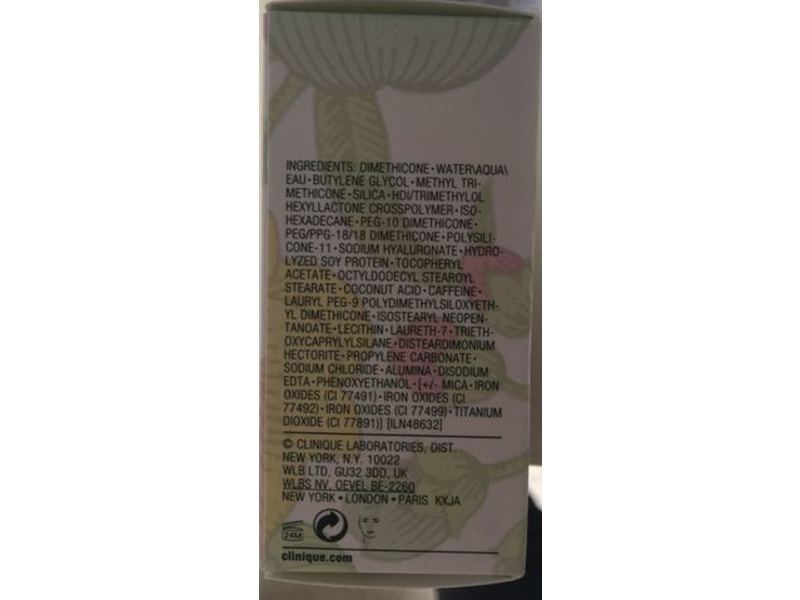 INGREDIENTS: DIMETHICONE•WATER\AQUA\
EAU•BUTYLENE GLYCOL•METHYL TRI-
METHICONE•SILICA•HDI/TRIMETHYLOL
HEXYLLACTONE CROSSPOLYMER•ISO-
HEXADECANE•PEG-10 DIMETHICONE•
PEG/PPG-18/18 DIMETHICONE•POLYSILI-
CONE-11•SODIUM HYALURONATE•HYDRO-
LYZED SOY PROTEIN•TOCOPHERYL
ACETATE•OCTYLDODECYL STEAROYL
STEARATE•COCONUT ACID•CAFFEINE•
LAURYL PEG-9 POLYDIMETHYLSILOXYETH-
YL DIMETHICONE•ISOSTEARYL NEOPEN-
TANOATE•LECITHIN•LAURETH-7•TRIETH-
OXYCAPRYLYLSILANE•DISTEARDIMONIUM
HECTORITE•PROPYLENE CARBONATE•
SODIUM CHLORIDE•ALUMINA•DISODIUM
EDTA•PHENOXYETHANOL•[+/- MICA•IRON
OXIDES (CI 77491)•IRON OXIDES (CI
77492)•IRON OXIDES (CI 77499)•TITANIUM
DIOXIDE (CI 77891)] [ILN48632]
© CLINIQUE LABORATORIES, DIST.
NEW YORK, N.Y. 10022
WLB LTD, GU32 3DD, UK
WLBS NV. OEVEL BE-2260
NEW YORK•LONDON•PARIS KXJA
24M
clinique.com